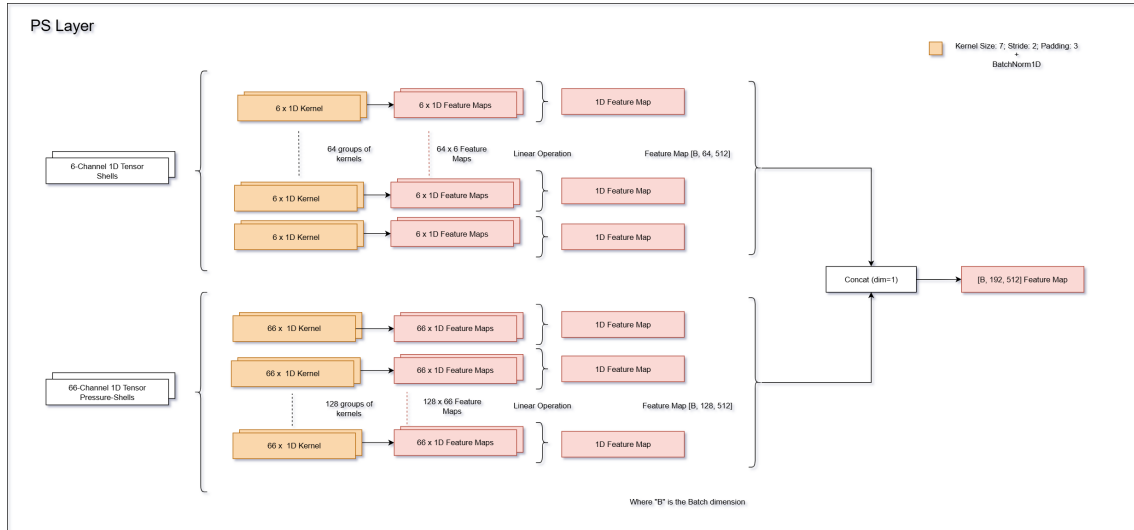 PS Layer
Kernel Size: 7; Stride: 2; Padding: 3
+
BatchNorm1D
6-Channel 1D Tensor
Shells
6 x 1D Kernel
6 x 1D Feature Maps
1D Feature Map
64 groups of
kernels
64 x 6 Feature
Maps
Linear Operation
Feature Map [B, 64, 512]
6 x 1D Kernel
6 x 1D Feature Maps
1D Feature Map
6 x 1D Kernel
6 x 1D Feature Maps
1D Feature Map
Concat (dim=1)
[B, 192, 512] Feature Map
66-Channel 1D Tensor
Pressure-Shells
66 x 1D Kernel
66 x 1D Feature Maps
1D Feature Map
66 x 1D Kernel
66 x 1D Feature Maps
1D Feature Map
128 groups of
kernels
128 x 66 Feature
Maps
Linear Operation
Feature Map [B, 128, 512]
66 x 1D Kernel
66 x 1D Feature Maps
1D Feature Map
Where "B" is the Batch dimension